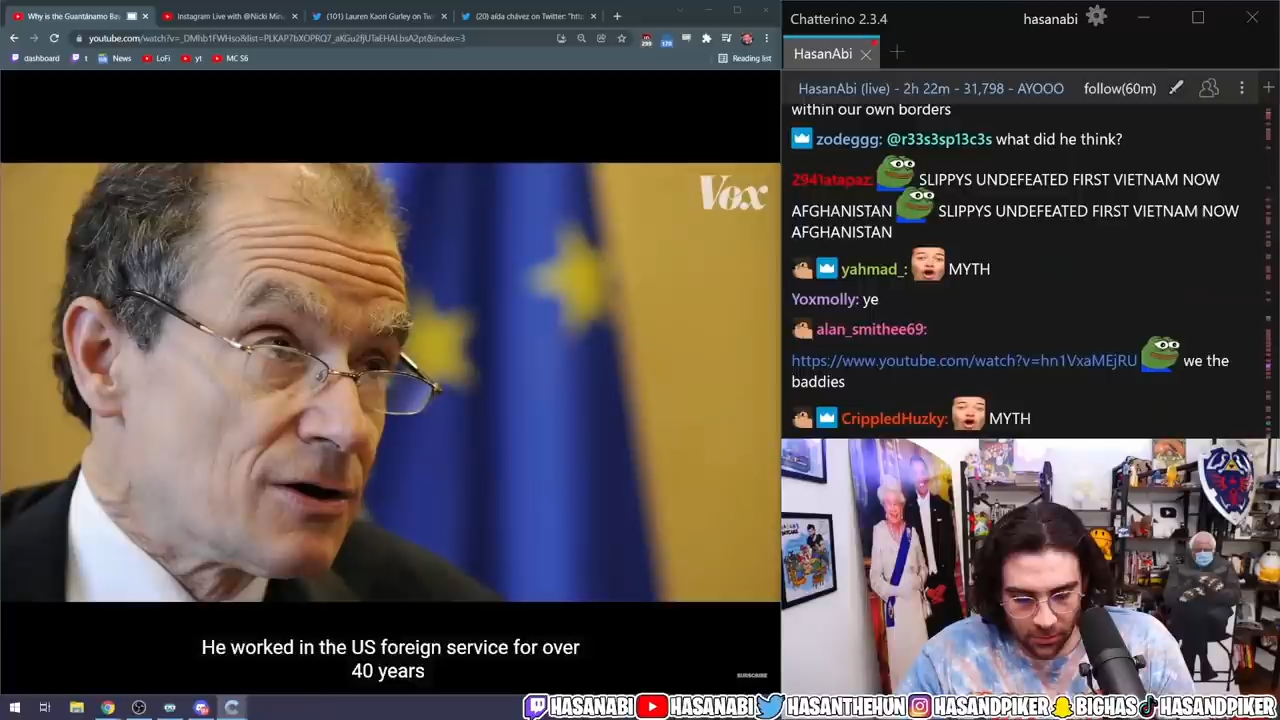 Why is the Guantánamo Ba
Instagram Live with @Nicki Min
(101) Lauren Kaori Gurley on Tw
(20) aída chávez on Twitter: "htt
youtube.com/watch?v=_DMhb1FWHso&list=PLKAP7bXOPRQ7_aKGu2fjUTaEHALbsA2pt&index=3
dashboard
t
News
LoFi
yt
MC S6
Reading list
Vox
He worked in the US foreign service for over
40 years
SUBSCRIBE
Chatterino 2.3.4
hasanabi
HasanAbi
HasanAbi (live) - 2h 22m - 31,798 - AYOOO
follow(60m)
within our own borders
zodeggg: @r33s3sp13c3s what did he think?
2941atapaz: SLIPPYS UNDEFEATED FIRST VIETNAM NOW
AFGHANISTAN SLIPPYS UNDEFEATED FIRST VIETNAM NOW
AFGHANISTAN
yahmad_: MYTH
Yoxmolly: ye
alan_smithee69:
https://www.youtube.com/watch?v=hn1VxaMEjRU we the
baddies
CrippledHuzky: MYTH
HASANABI HASANABI HASANTHEHUN HASANDPIKER BIGHAS HASANDPIKER